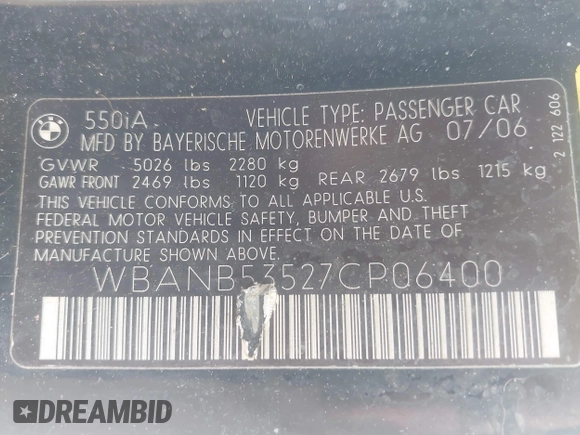 BMW
550iA VEHICLE TYPE: PASSENGER CAR
MFD BY BAYERISCHE MOTORENWERKE AG 07/06
GVWR 5026 lbs 2280 kg
GAWR FRONT 2469 lbs 1120 kg REAR 2679 lbs 1215 kg
THIS VEHICLE CONFORMS TO ALL APPLICABLE U.S.
FEDERAL MOTOR VEHICLE SAFETY, BUMPER AND THEFT
PREVENTION STANDARDS IN EFFECT ON THE DATE OF
MANUFACTURE SHOWN ABOVE.
WBANB53527CP06400
2 122 606
DREAMBID